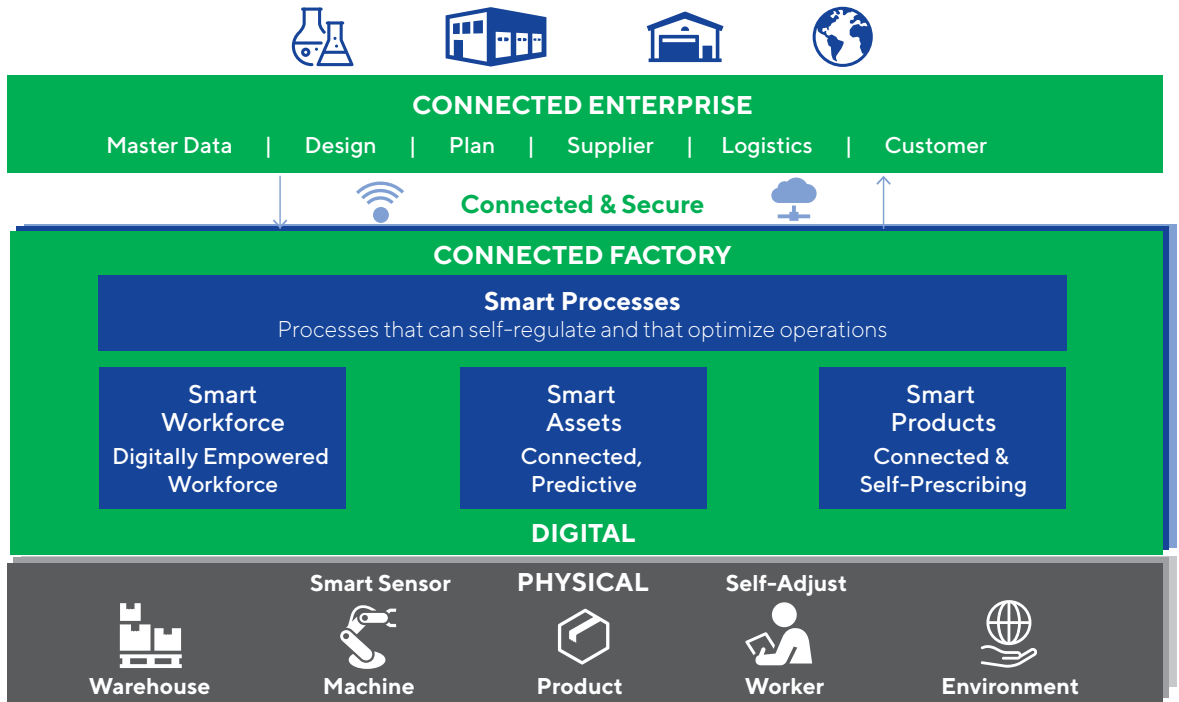 CONNECTED ENTERPRISE
Master Data | Design | Plan | Supplier | Logistics | Customer
Connected & Secure
CONNECTED FACTORY
Smart Processes
Processes that can self-regulate and that optimize operations
Smart
Workforce
Digitally Empowered
Workforce
Smart
Assets
Connected,
Predictive
Smart
Products
Connected &
Self-Prescribing
DIGITAL
Smart Sensor
PHYSICAL
Self-Adjust
Warehouse
Machine
Product
Worker
Environment